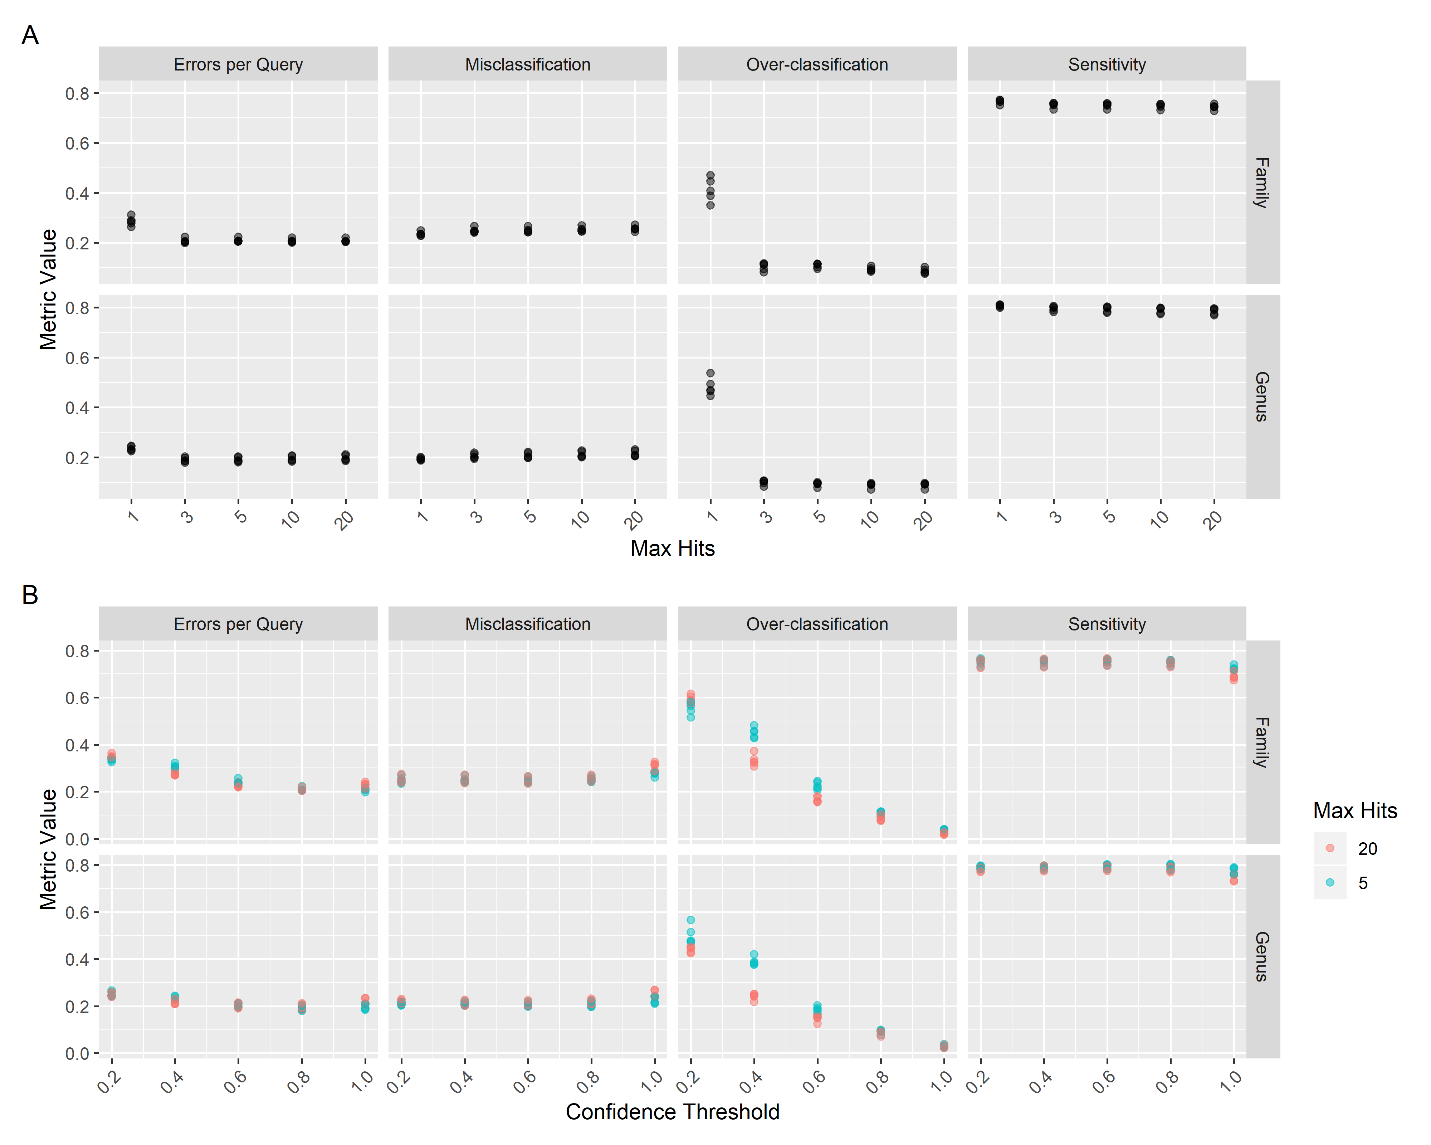 A
Errors per Query Misclassification Over-classification Sensitivity
0.8
0.6
0.4
0.2
Family
0.8
0.6
0.4
0.2
Genus
Metric Value
1 3 5 10 20 1 3 5 10 20 1 3 5 10 20 1 3 5 10 20
Max Hits
B
Errors per Query Misclassification Over-classification Sensitivity
0.8
0.6
0.4
0.2
0.0
Family
0.8
0.6
0.4
0.2
0.0
Genus
Metric Value
0.2 0.4 0.6 0.8 1.0 0.2 0.4 0.6 0.8 1.0 0.2 0.4 0.6 0.8 1.0 0.2 0.4 0.6 0.8 1.0
Confidence Threshold
Max Hits
20
5